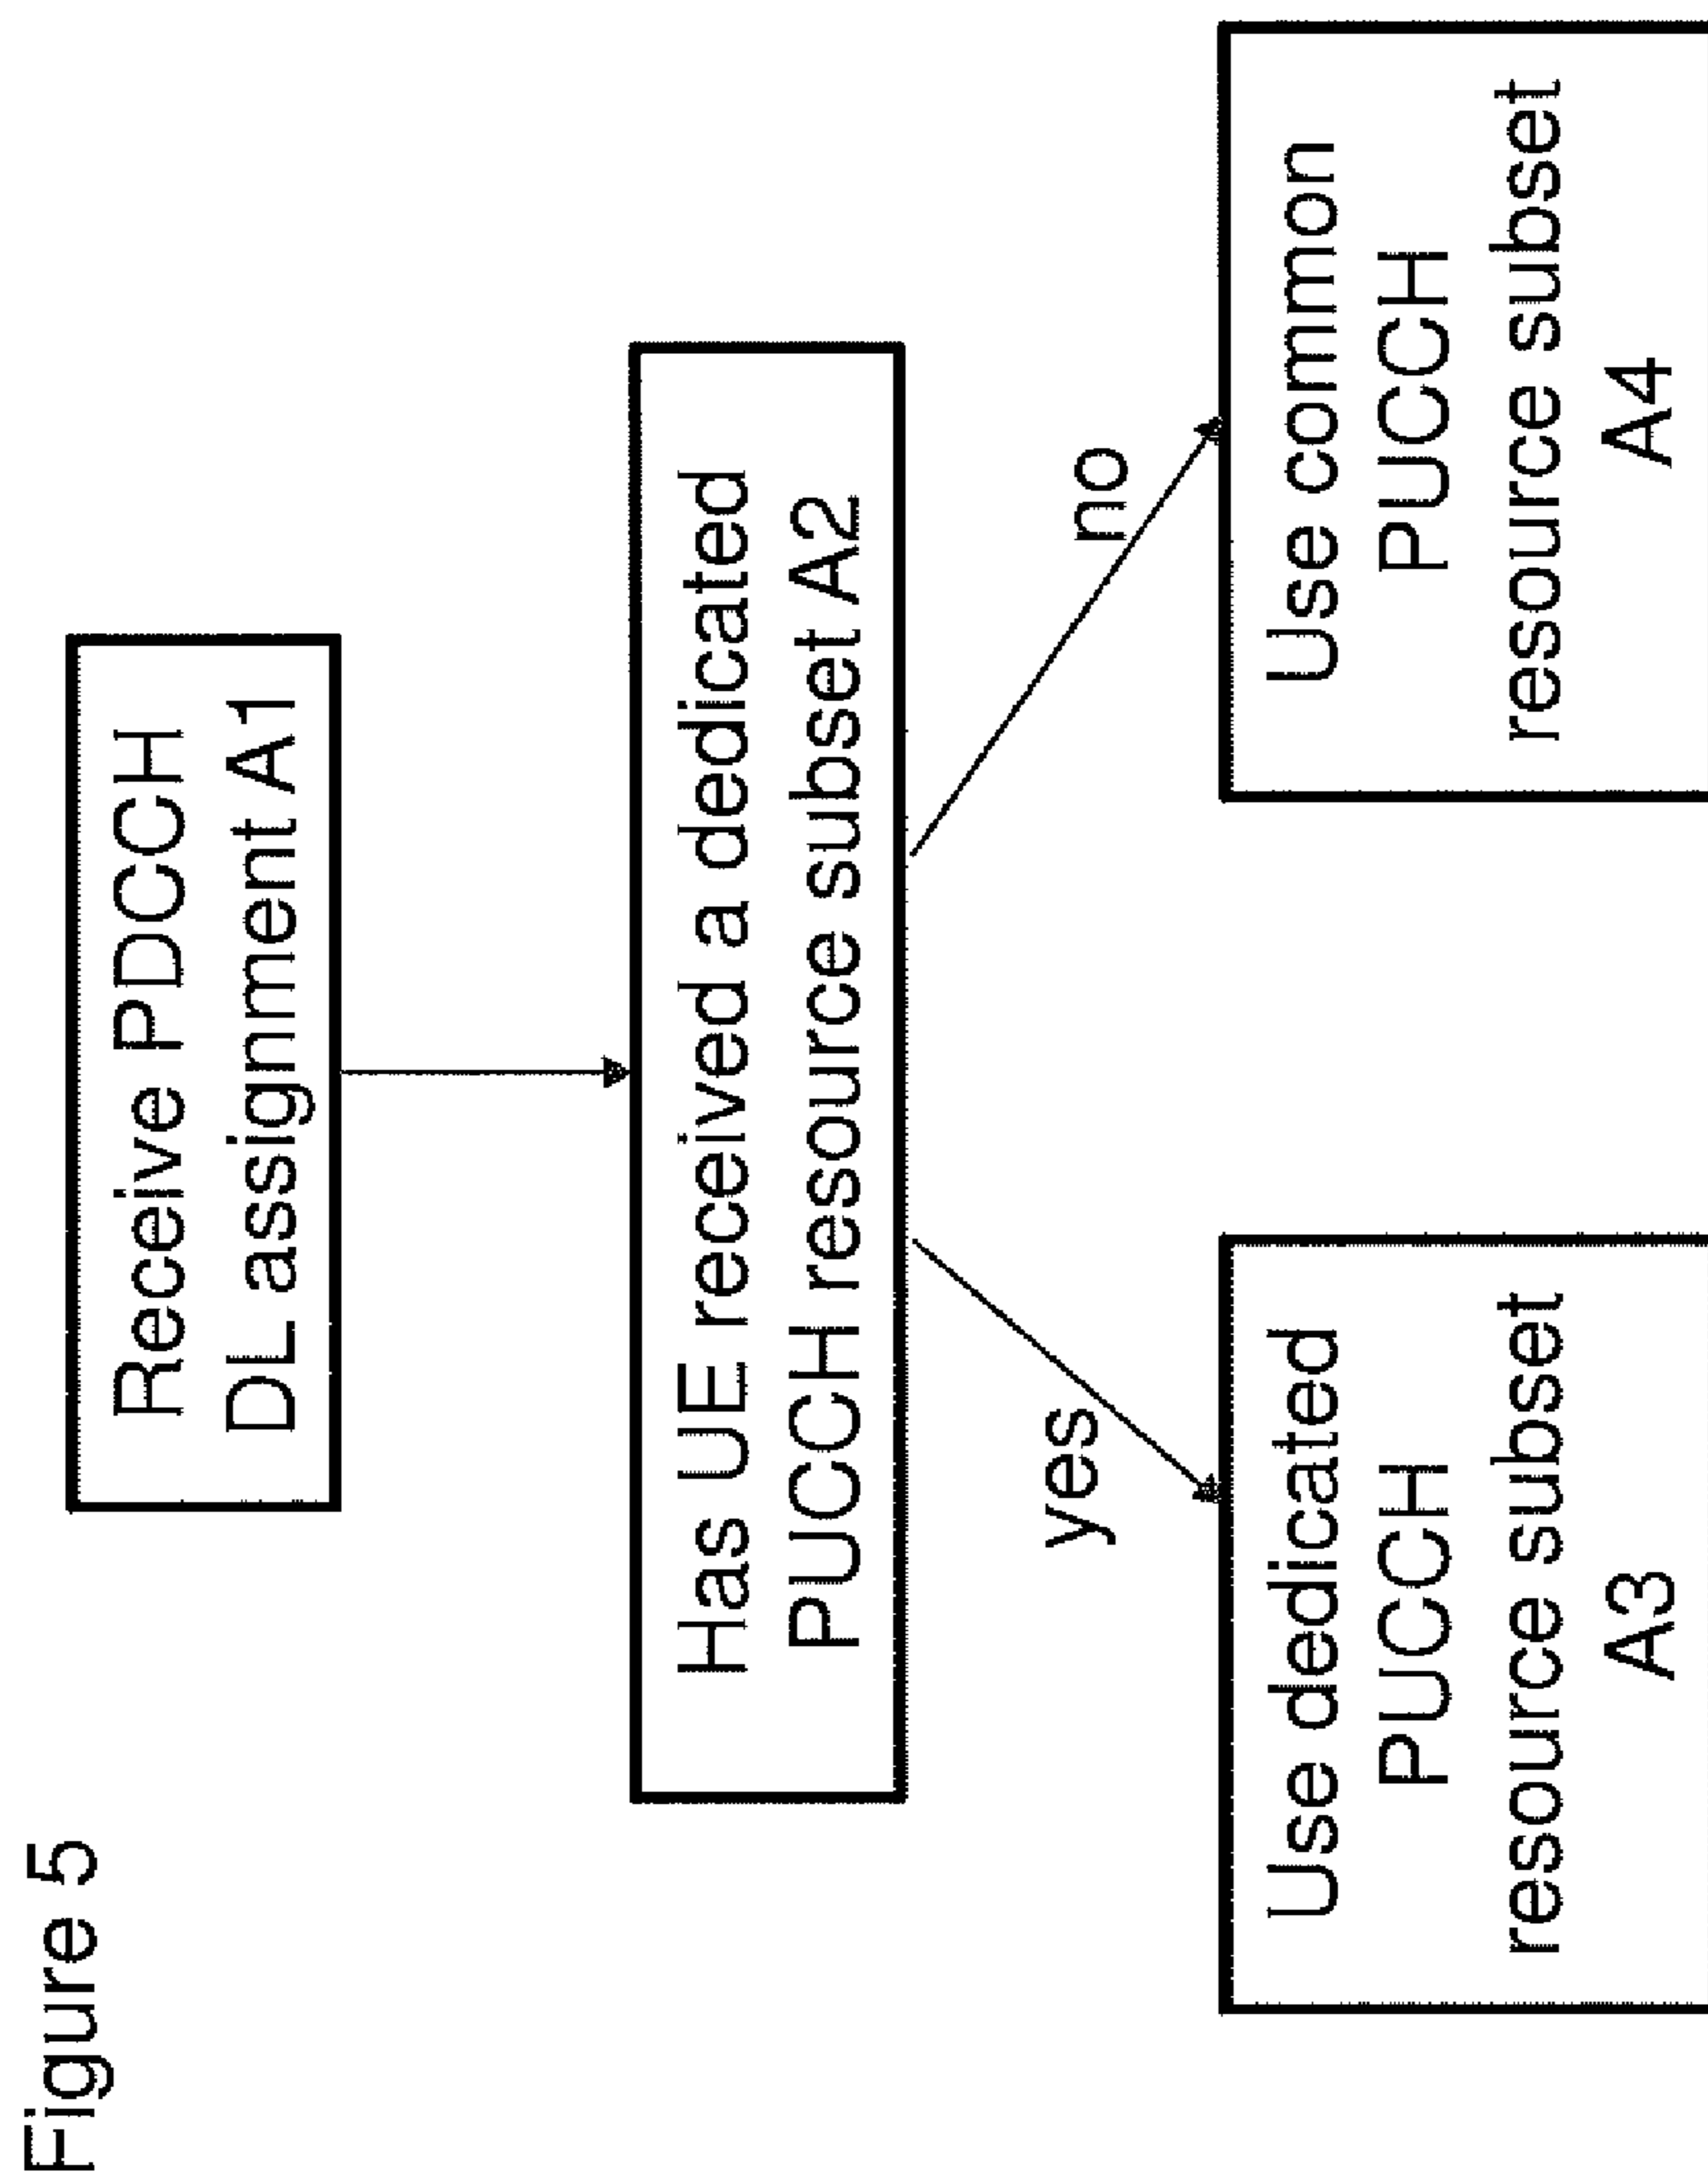 Figure 5
Receive PDCCH
DL assignment A1
Has UE received a dedicated
PUCCH resource subset A2
yes
no
Use dedicated
PUCCH
resource subset
A3
Use common
PUCCH
resource subset
A4